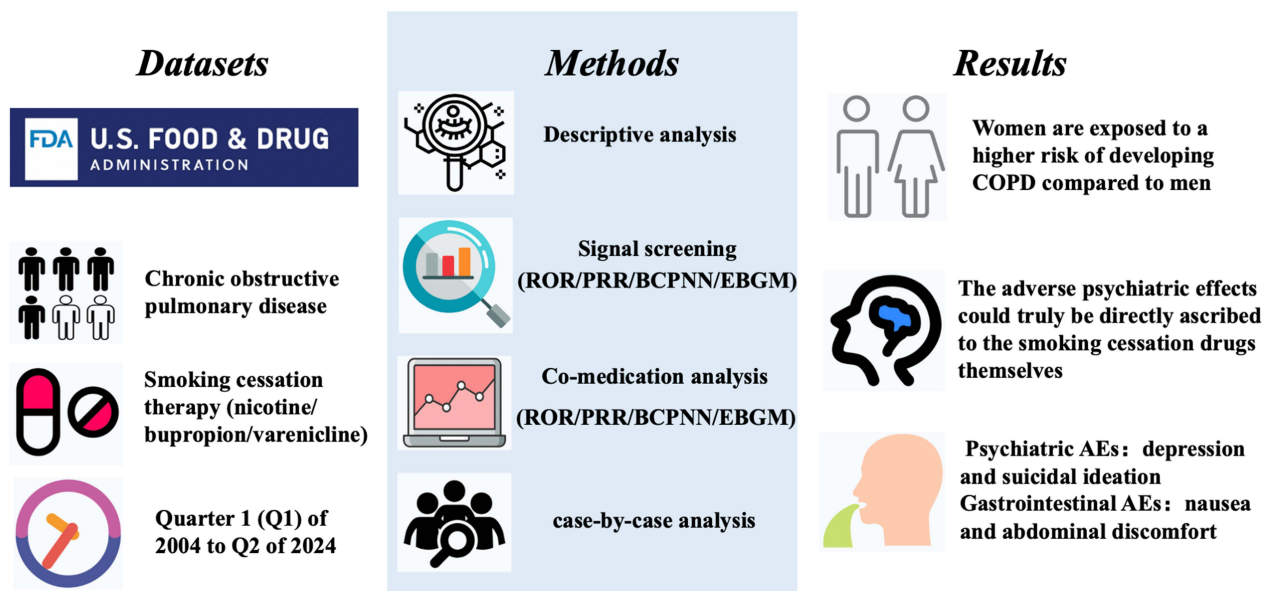 Datasets
FDA U.S. FOOD & DRUG
ADMINISTRATION
Chronic obstructive
pulmonary disease
Smoking cessation
therapy (nicotine/
bupropion/varenicline)
Quarter 1 (Q1) of
2004 to Q2 of 2024
Methods
Descriptive analysis
Signal screening
(ROR/PRR/BCPNN/EBGM)
Co-medication analysis
(ROR/PRR/BCPNN/EBGM)
case-by-case analysis
Results
Women are exposed to a
higher risk of developing
COPD compared to men
The adverse psychiatric effects
could truly be directly ascribed
to the smoking cessation drugs
themselves
Psychiatric AEs：depression
and suicidal ideation
Gastrointestinal AEs：nausea
and abdominal discomfort